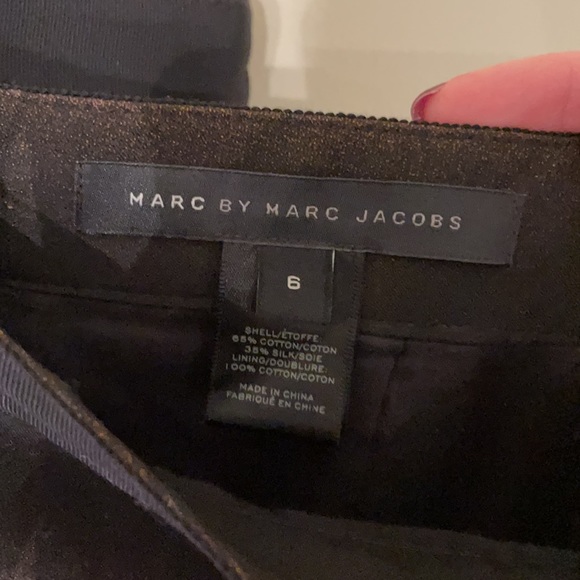 MARC BY MARC JACOBS
6
SHELL/ÉTOFFE:
65% COTTON/COTON
35% SILK/SOIE
LINING/DOUBLURE:
100% COTTON/COTON
MADE IN CHINA
FABRIQUÉ EN CHINE